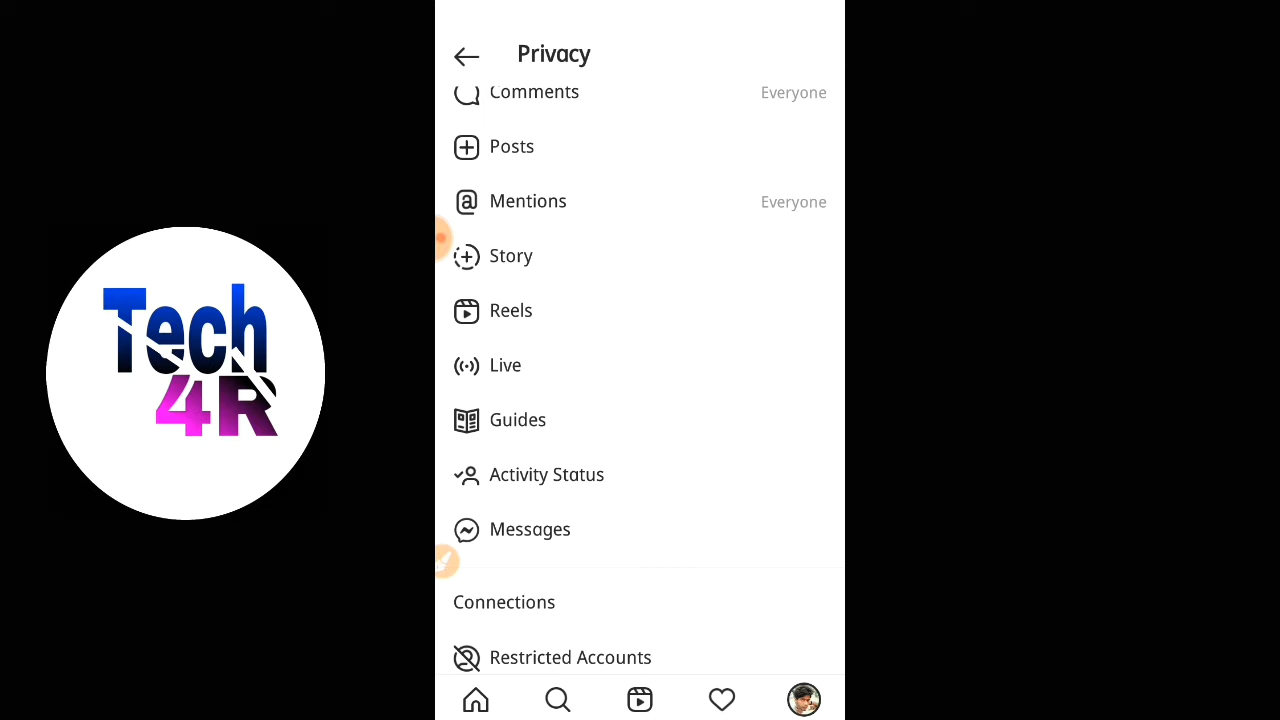 Privacy
Comments Everyone
Posts
Mentions Everyone
Story
Reels
Live
Guides
Activity Status
Messages
Connections
Restricted Accounts
Tech
4R